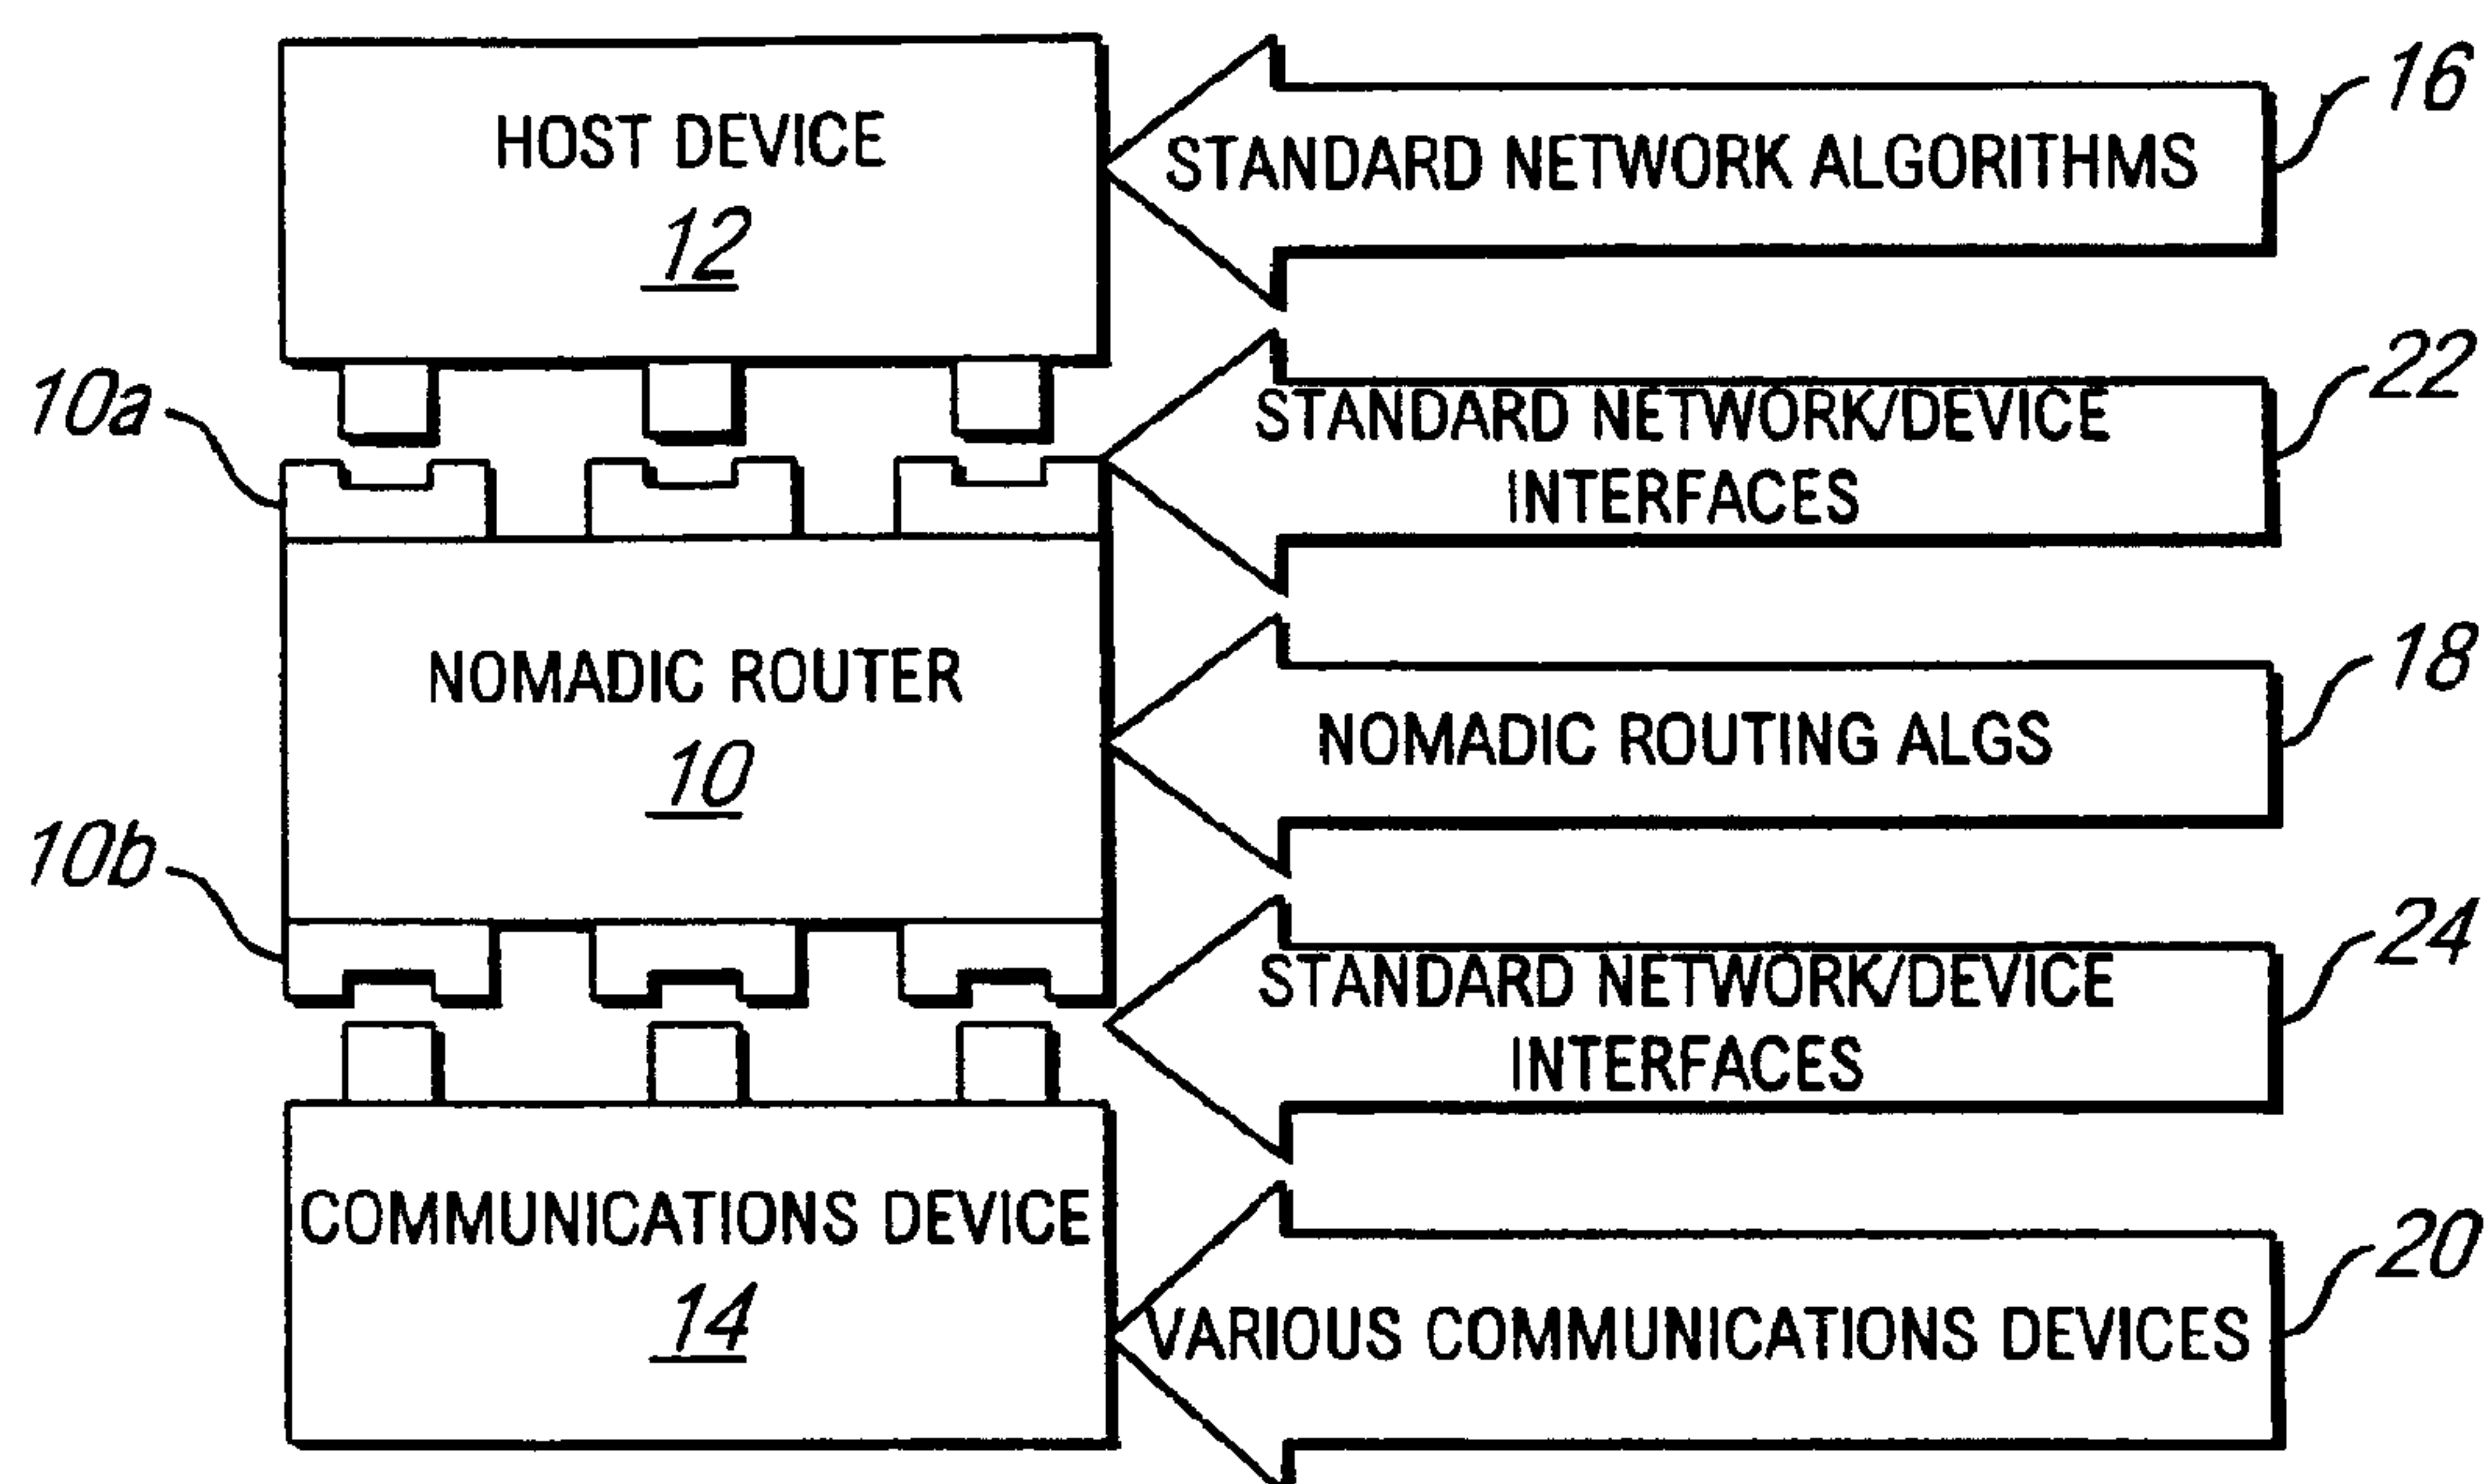 HOST DEVICE
12
STANDARD NETWORK ALGORITHMS
16
10a
STANDARD NETWORK/DEVICE
INTERFACES
22
NOMADIC ROUTER
10
NOMADIC ROUTING ALGS
18
10b
STANDARD NETWORK/DEVICE
INTERFACES
24
COMMUNICATIONS DEVICE
14
VARIOUS COMMUNICATIONS DEVICES
20